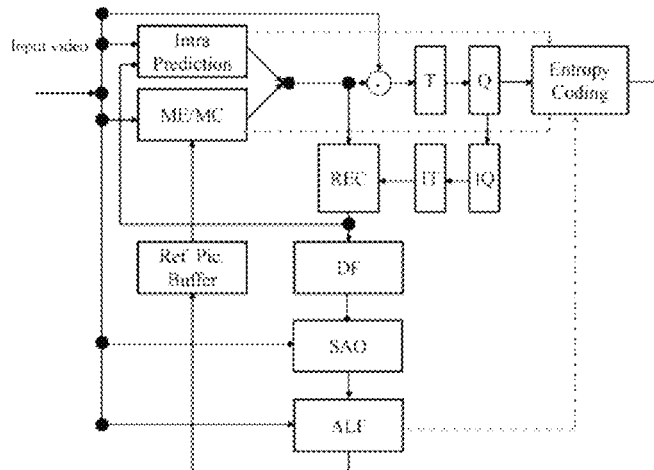 Input video
Intra
Prediction
ME/MC
T
Q
Entropy
Coding
REC
IT
IQ
Ref. Pic.
Buffer
DF
SAO
ALF